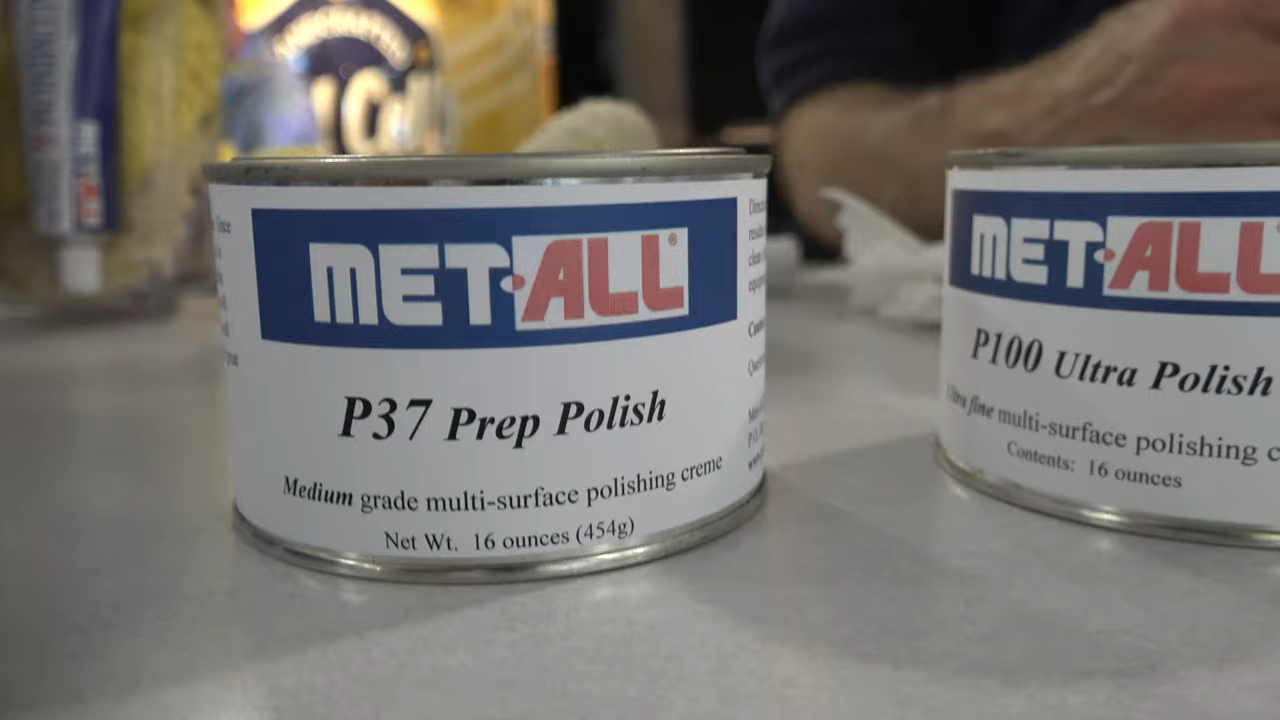 MET·ALL®
P37 Prep Polish
Medium grade multi-surface polishing creme
Net Wt. 16 ounces (454g)
MET·ALL
P100 Ultra Polish
Ultra fine multi-surface polishing
Contents: 16 ounces